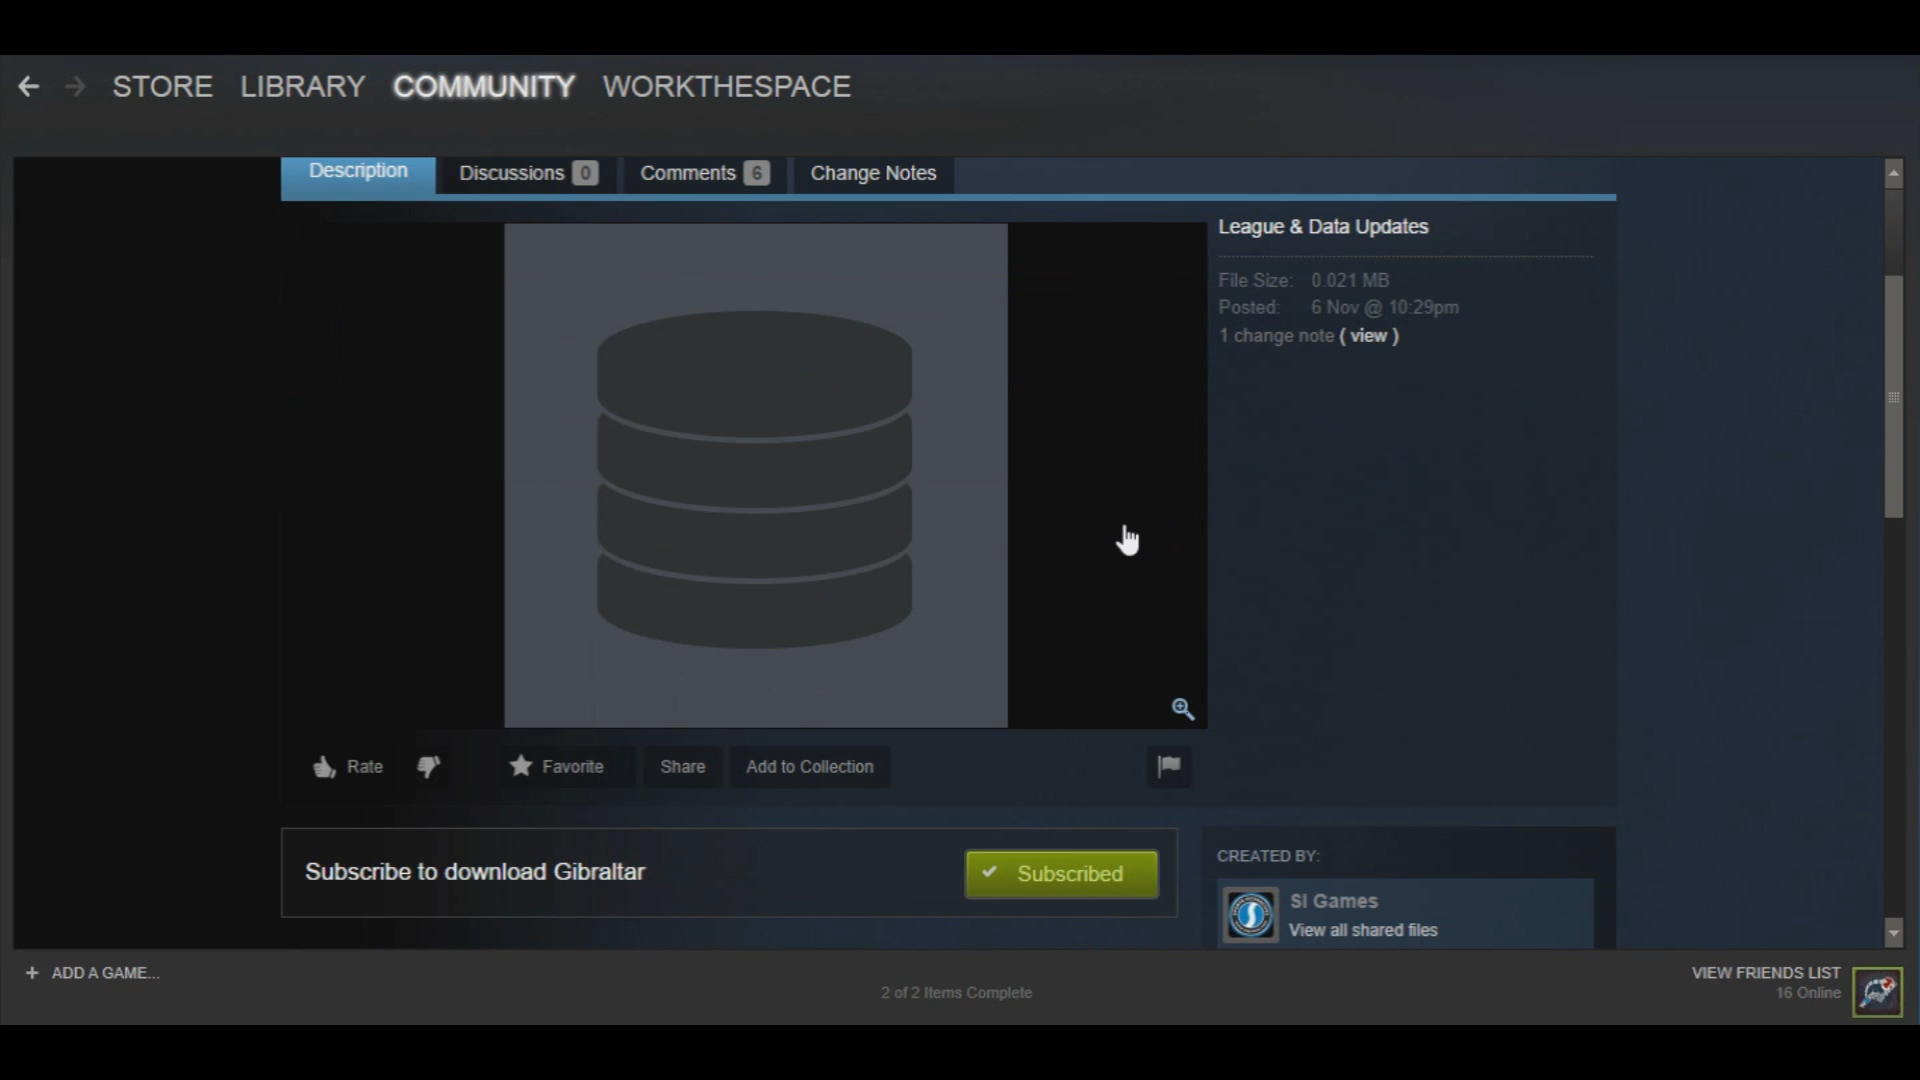 STORE LIBRARY COMMUNITY WORKTHESPACE
Description Discussions 0 Comments 6 Change Notes
League & Data Updates
File Size: 0.021 MB
Posted: 6 Nov @ 10:29pm
1 change note ( view )
Rate Favorite Share Add to Collection
Subscribe to download Gibraltar Subscribed
CREATED BY:
SI Games
View all shared files
+ ADD A GAME...
2 of 2 Items Complete
VIEW FRIENDS LIST
16 Online